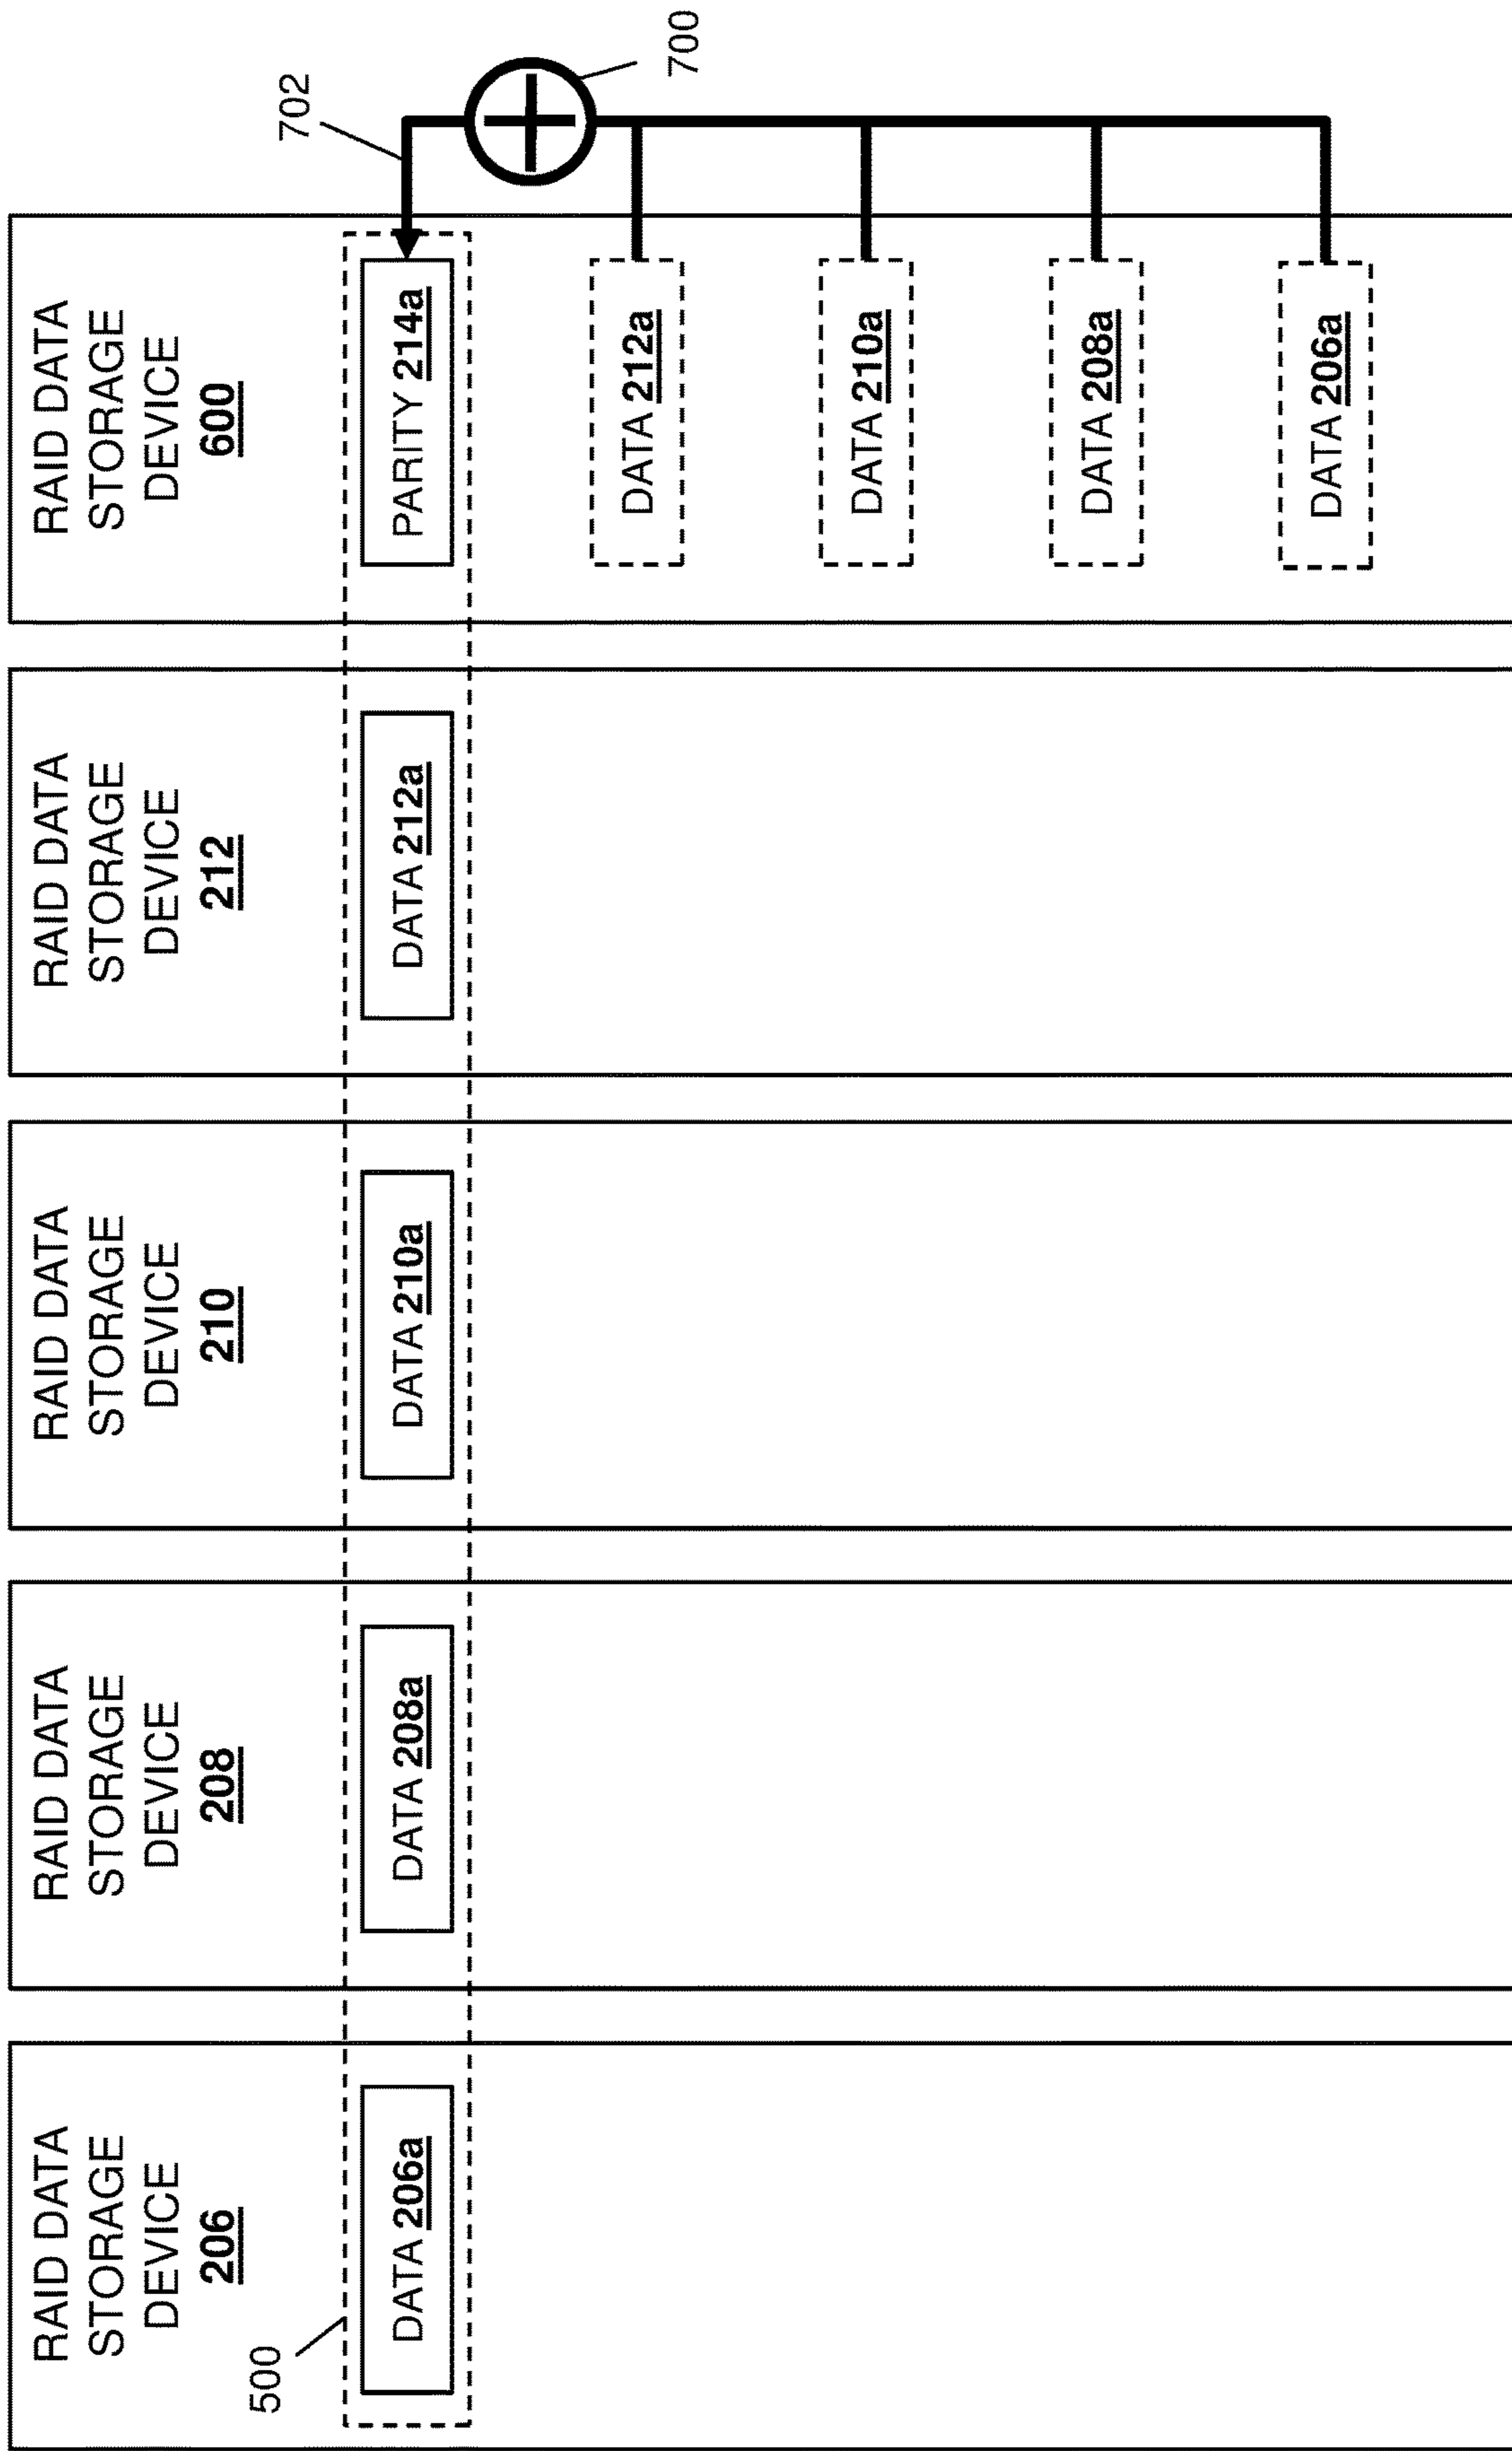 RAID DATA
STORAGE
DEVICE
206
RAID DATA
STORAGE
DEVICE
208
RAID DATA
STORAGE
DEVICE
210
RAID DATA
STORAGE
DEVICE
212
RAID DATA
STORAGE
DEVICE
600
500
702
DATA 206a
DATA 208a
DATA 210a
DATA 212a
PARITY 214a
700
DATA 212a
DATA 210a
DATA 208a
DATA 206a